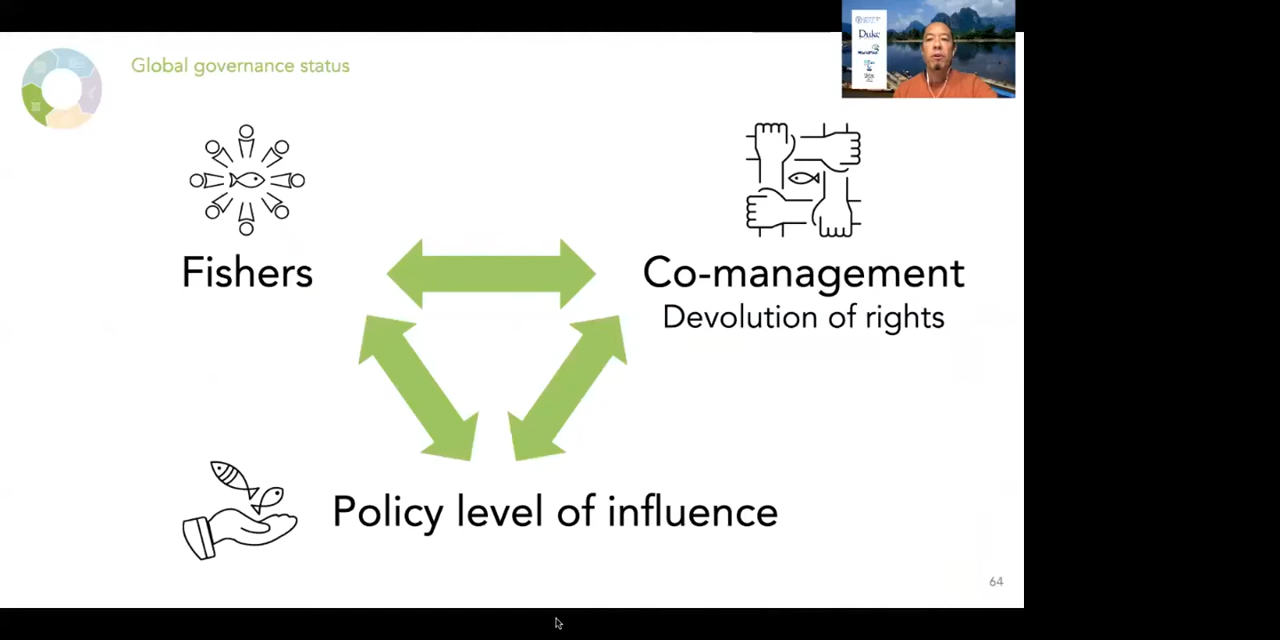 Global governance status
Duke
Fishers
Co-management
Devolution of rights
Policy level of influence
64